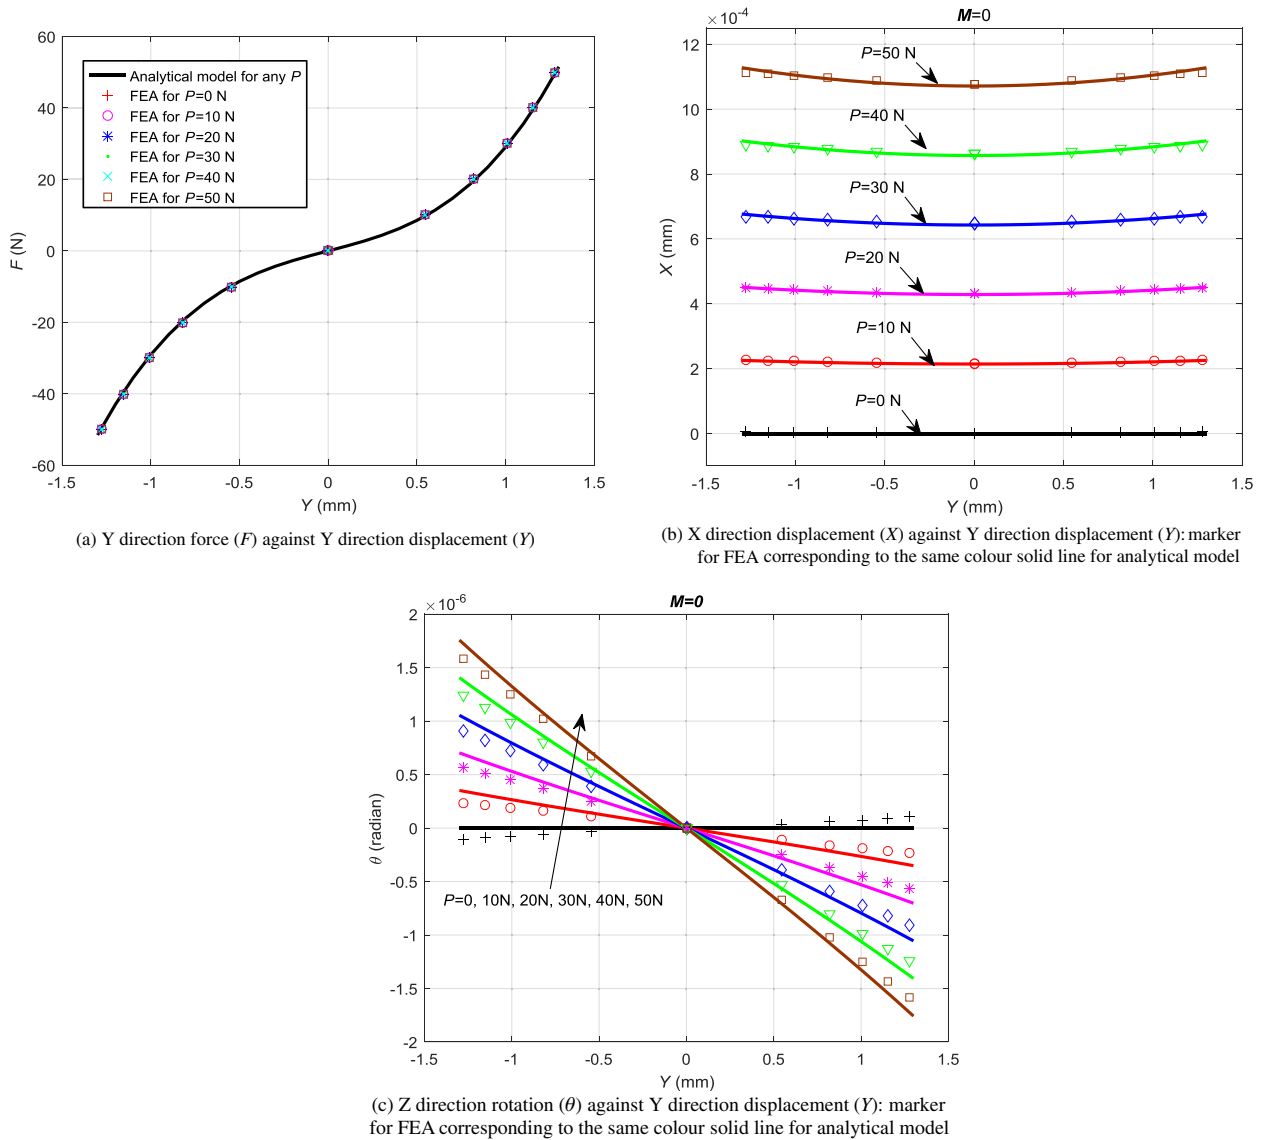 60
40
20
0
-20
-40
-60
F (N)
Analytical model for any P
FEA for P=0 N
FEA for P=10 N
FEA for P=20 N
FEA for P=30 N
FEA for P=40 N
FEA for P=50 N
-1.5 -1 -0.5 0 0.5 1 1.5
Y (mm)
(a) Y direction force (F) against Y direction displacement (Y)
×10⁻⁴
M=0
12
10
8
6
4
2
0
X (mm)
P=50 N
P=40 N
P=30 N
P=20 N
P=10 N
P=0 N
-1.5 -1 -0.5 0 0.5 1 1.5
Y (mm)
(b) X direction displacement (X) against Y direction displacement (Y): marker
for FEA corresponding to the same colour solid line for analytical model
×10⁻⁶
M=0
2
1.5
1
0.5
0
-0.5
-1
-1.5
-2
θ (radian)
P=0, 10N, 20N, 30N, 40N, 50N
-1.5 -1 -0.5 0 0.5 1 1.5
Y (mm)
(c) Z direction rotation (θ) against Y direction displacement (Y): marker
for FEA corresponding to the same colour solid line for analytical model